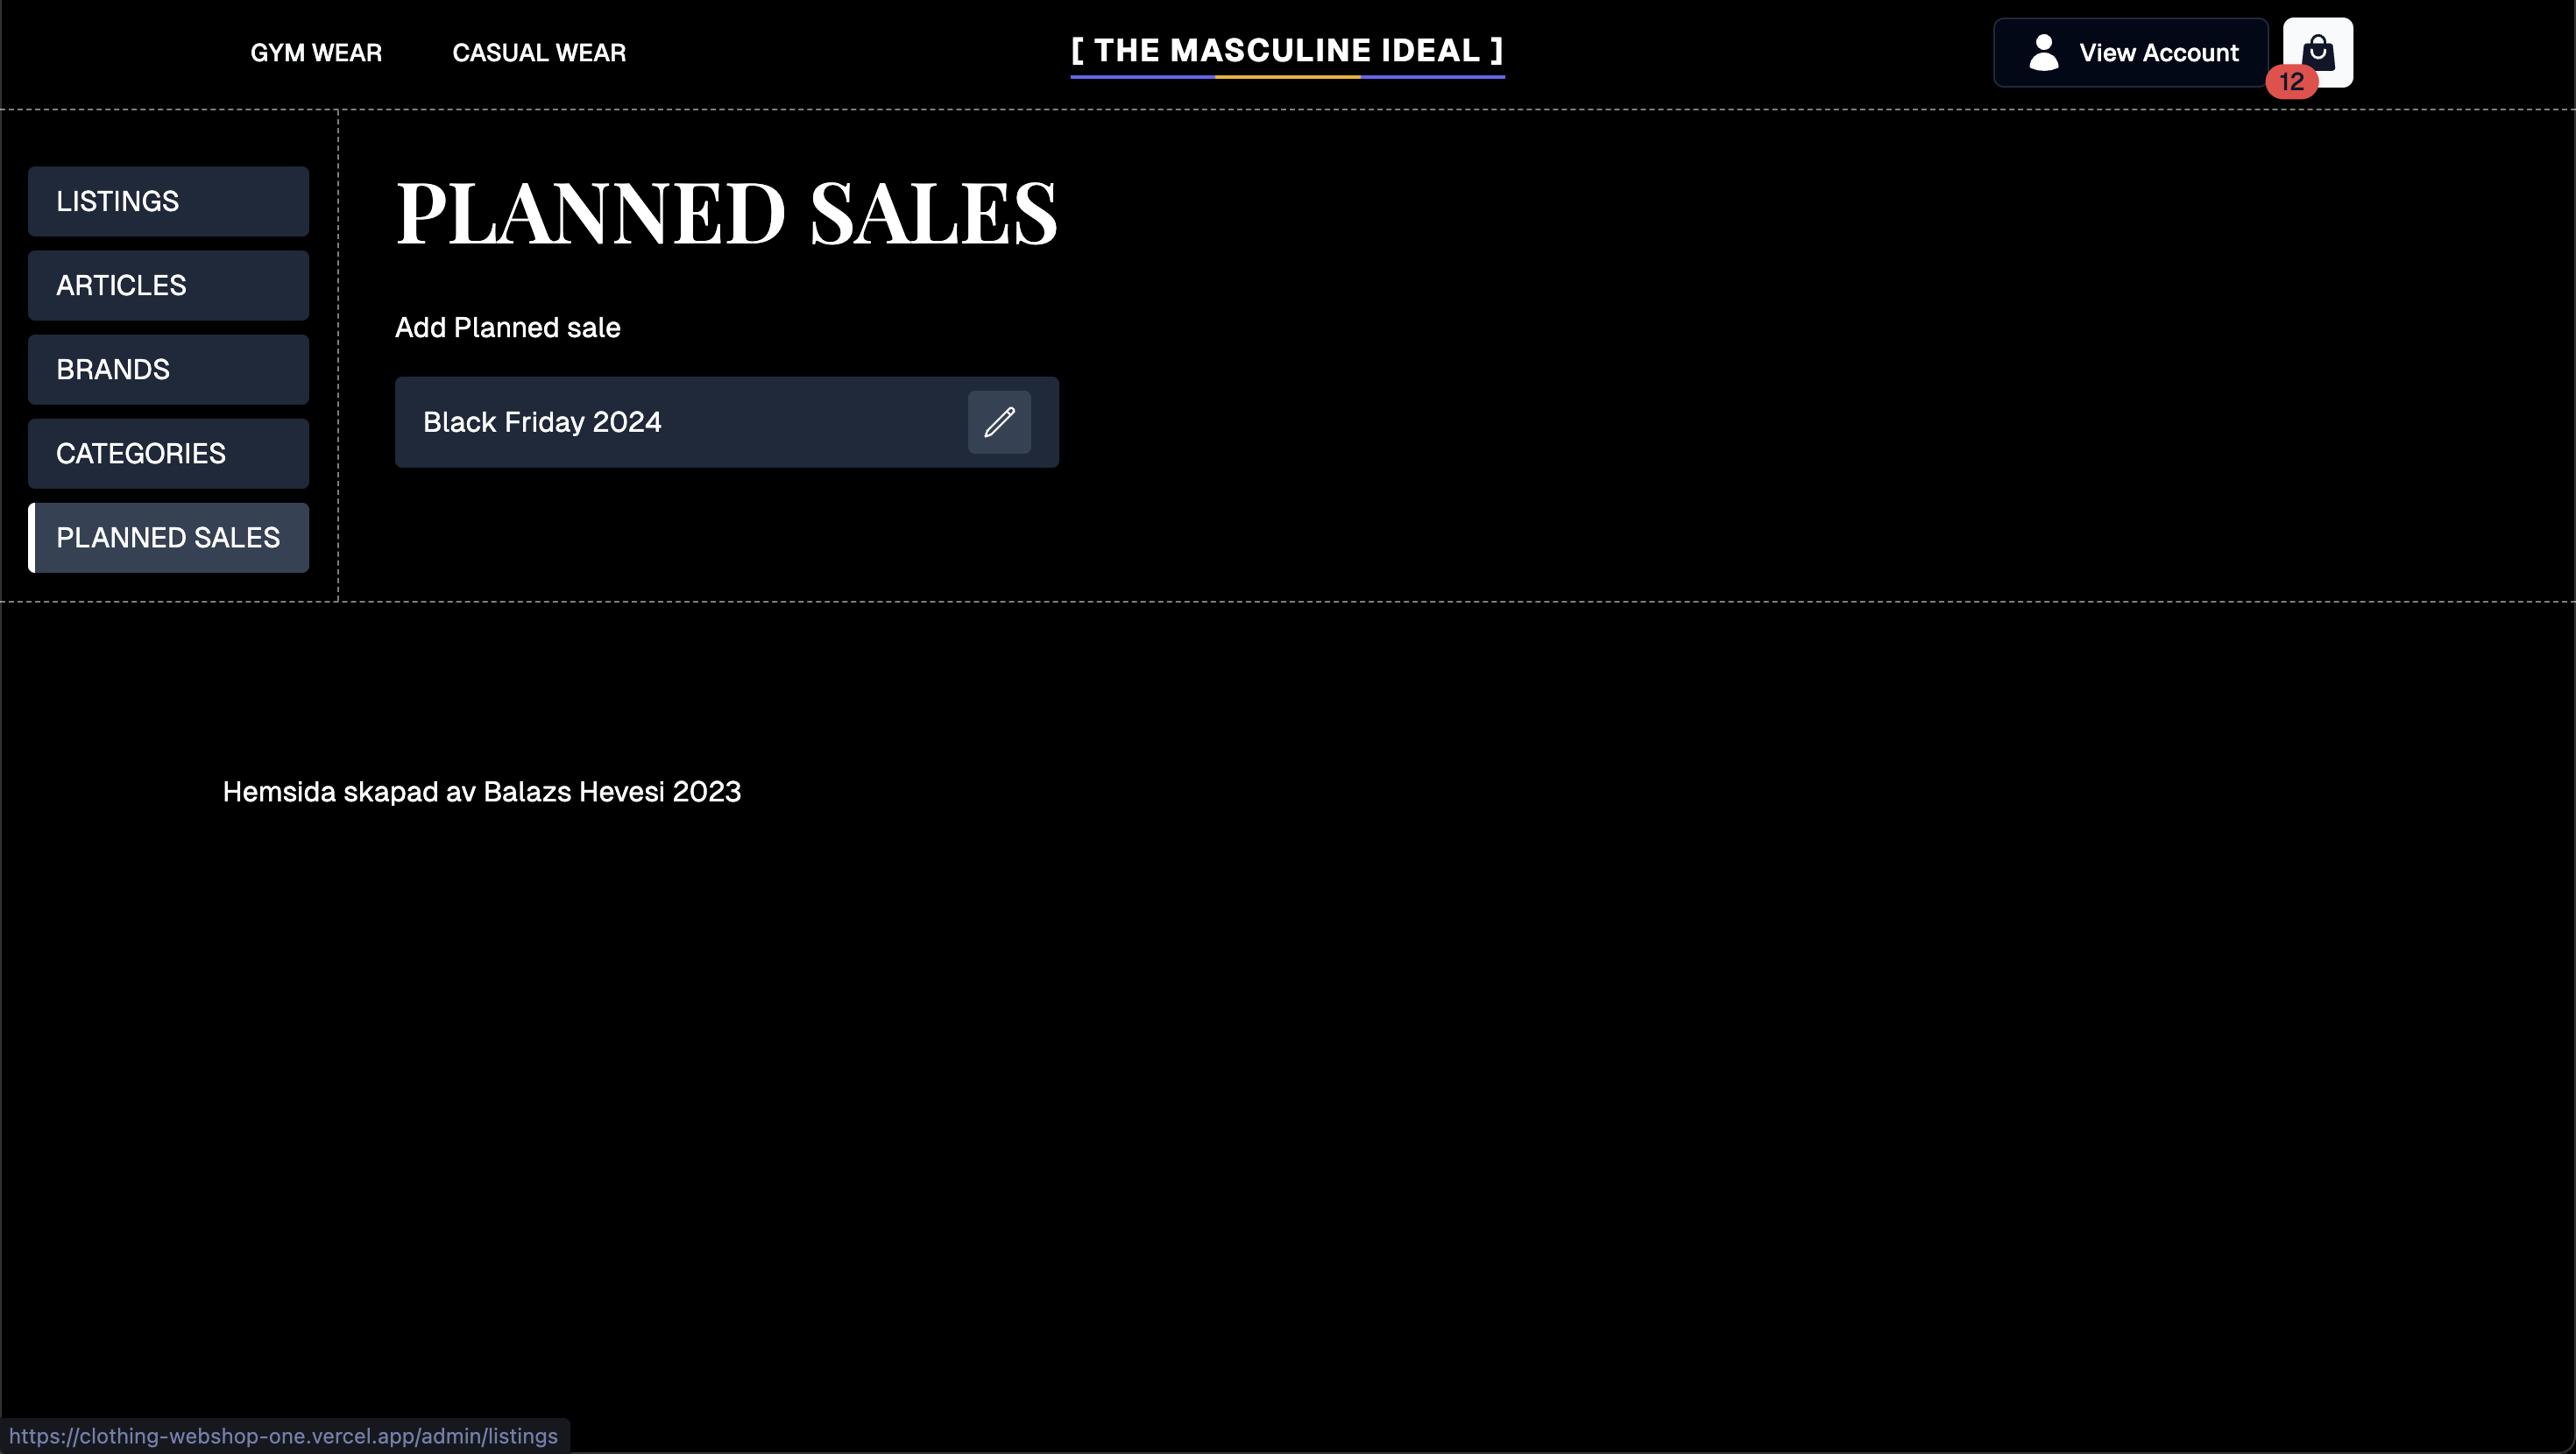 GYM WEAR
CASUAL WEAR
[ THE MASCULINE IDEAL ]
View Account
12
LISTINGS
ARTICLES
BRANDS
CATEGORIES
PLANNED SALES
PLANNED SALES
Add Planned sale
Black Friday 2024
Hemsida skapad av Balazs Hevesi 2023
https://clothing-webshop-one.vercel.app/admin/listings